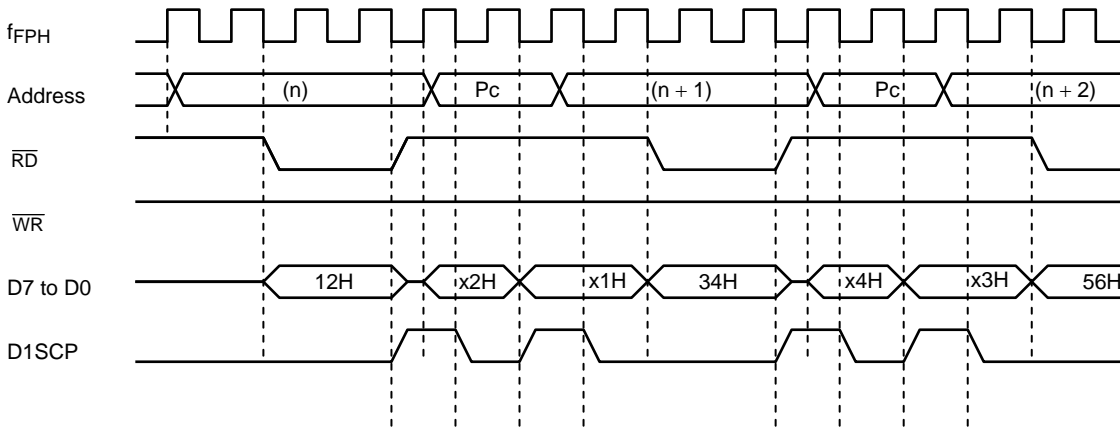 fFPH
Address (n) Pc (n + 1) Pc (n + 2)
RD
WR
D7 to D0 12H x2H x1H 34H x4H x3H 56H
D1SCP